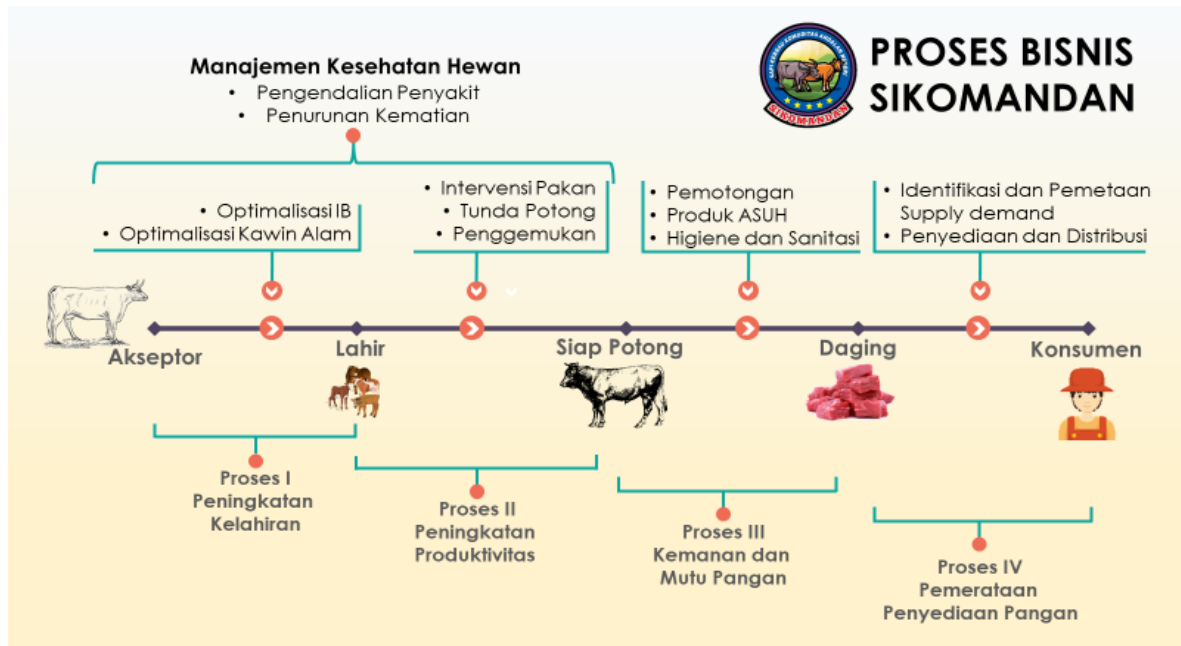 PROSES BISNIS
SIKOMANDAN
SIKOMANDAN
Manajemen Kesehatan Hewan
• Pengendalian Penyakit
• Penurunan Kematian
• Optimalisasi IB
• Optimalisasi Kawin Alam
• Intervensi Pakan
• Tunda Potong
• Penggemukan
• Pemotongan
• Produk ASUH
• Higiene dan Sanitasi
• Identifikasi dan Pemetaan
Supply demand
• Penyediaan dan Distribusi
Akseptor
Lahir
Siap Potong
Daging
Konsumen
Proses I
Peningkatan
Kelahiran
Proses II
Peningkatan
Produktivitas
Proses III
Kemanan dan
Mutu Pangan
Proses IV
Pemerataan
Penyediaan Pangan